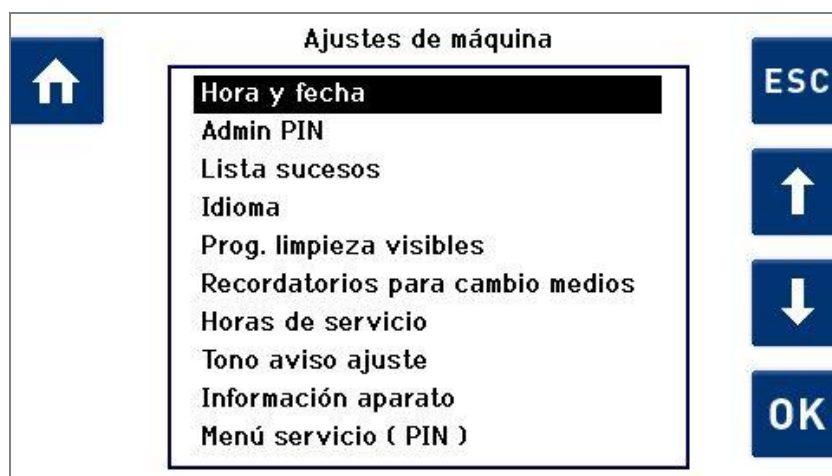 Ajustes de máquina
ESC
Hora y fecha
Admin PIN
Lista sucesos
Idioma
Prog. limpieza visibles
Recordatorios para cambio medios
Horas de servicio
Tono aviso ajuste
Información aparato
Menú servicio ( PIN )
OK